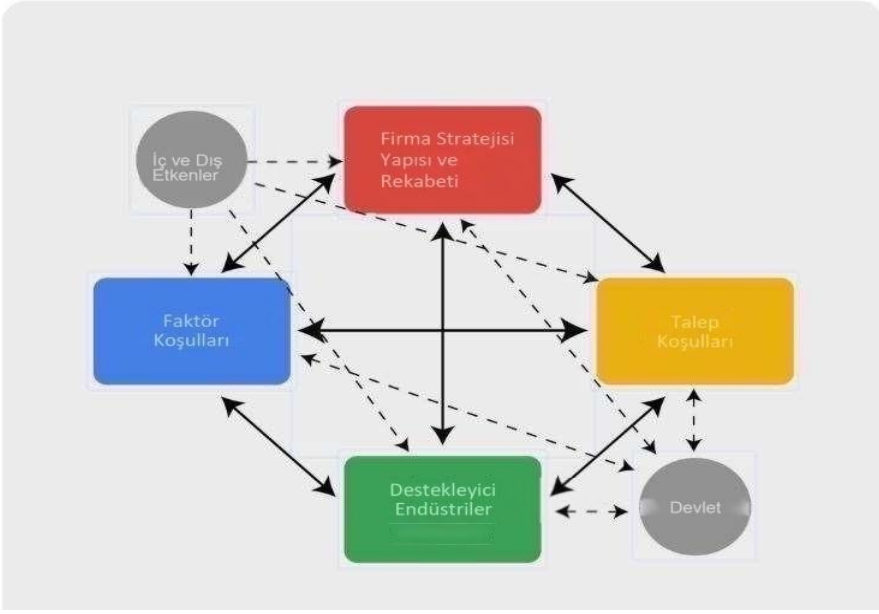 Firma Stratejisi
Yapısı ve
Rekabeti
İç ve Dış
Etkenler
Faktör
Koşulları
Talep
Koşulları
Destekleyici
Endüstriler
Devlet